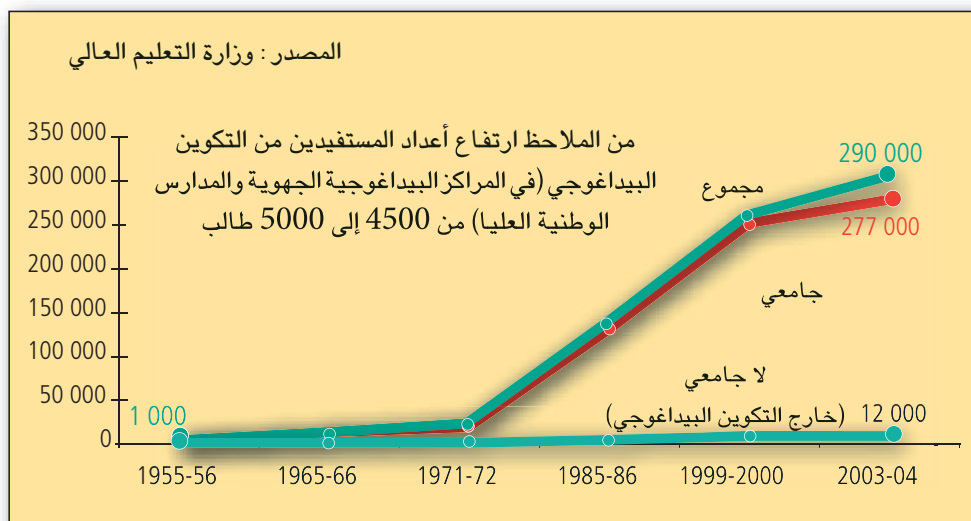 المصدر : وزارة التعليم العالي
من الملاحظ ارتفاع أعداد المستفيدين من التكوين
البيداغوجي (في المراكز البيداغوجية الجهوية والمدارس
الوطنية العليا) من 4500 إلى 5000 طالب
350 000
300 000
250 000
200 000
150 000
100 000
50 000
0
290 000
مجموع
277 000
جامعي
لا جامعي
(خارج التكوين البيداغوجي)
12 000
1 000
1955-56
1965-66
1971-72
1985-86
1999-2000
2003-04